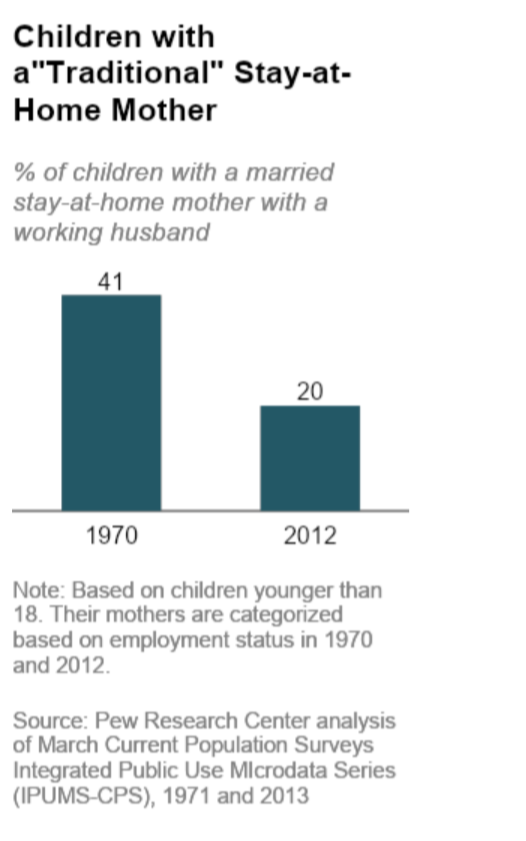 Children with
a"Traditional" Stay-at-
Home Mother
% of children with a married
stay-at-home mother with a
working husband
41
20
1970
2012
Note: Based on children younger than
18. Their mothers are categorized
based on employment status in 1970
and 2012.
Source: Pew Research Center analysis
of March Current Population Surveys
Integrated Public Use MIcrodata Series
(IPUMS-CPS), 1971 and 2013